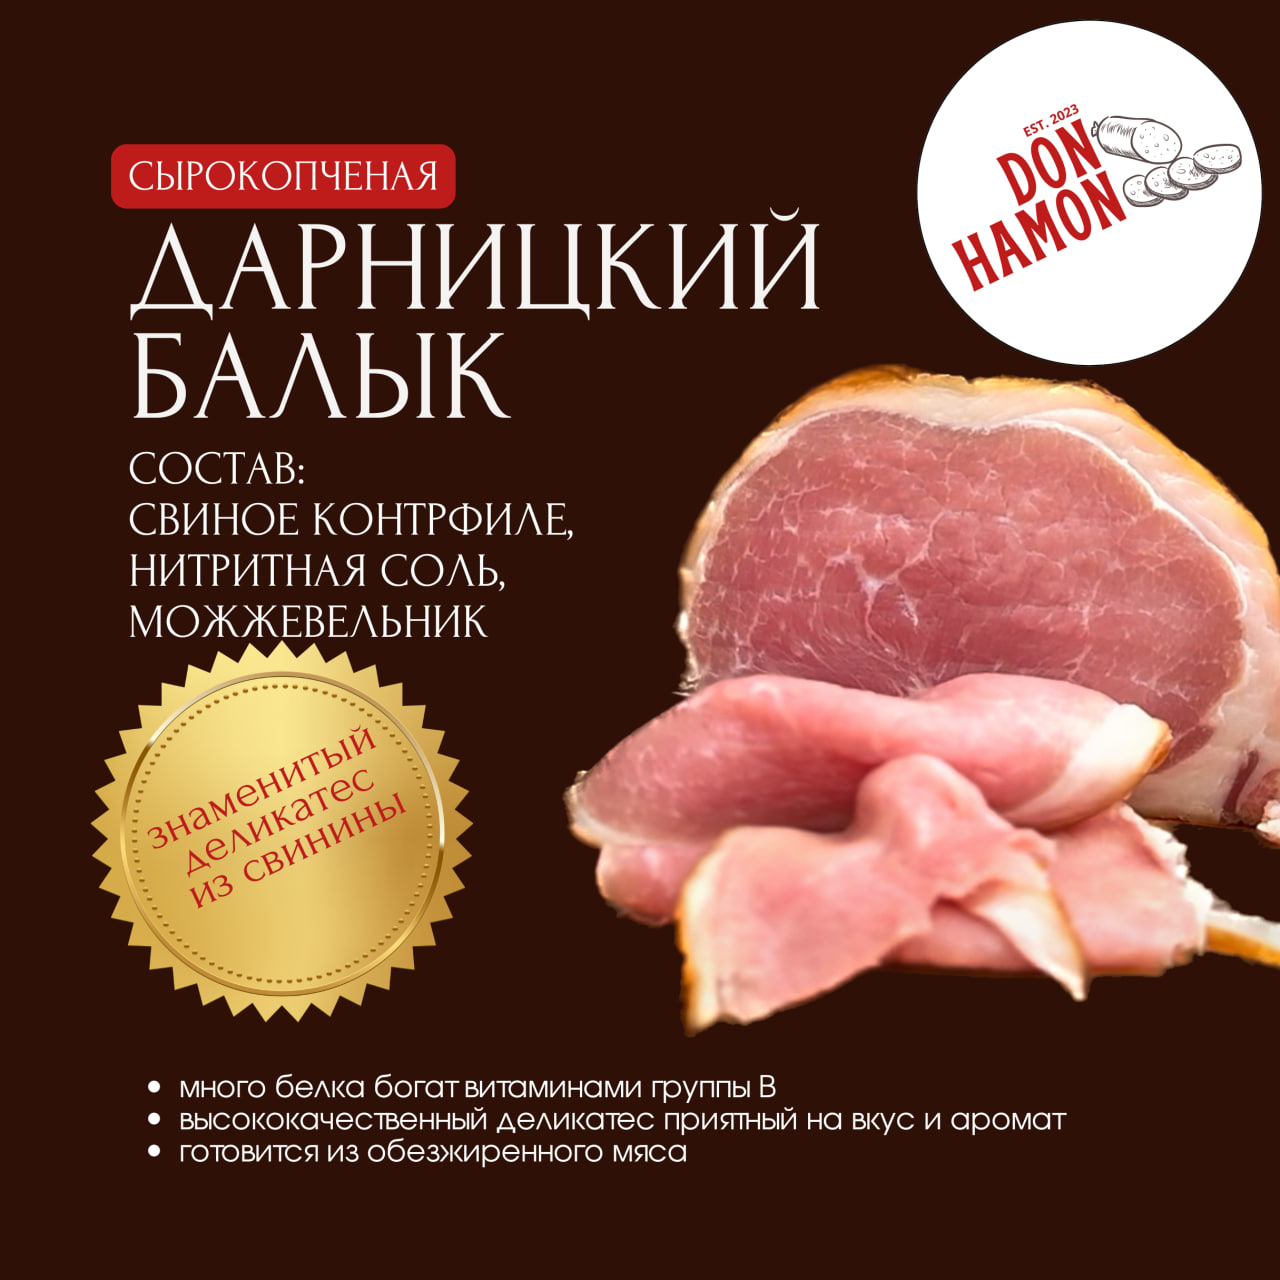 EST. 2023
DON
HAMON
СЫРОКОПЧЕНАЯ
ДАРНИЦКИЙ
БАЛЫК
СОСТАВ:
СВИНОЕ КОНТРФИЛЕ,
НИТРИТНАЯ СОЛЬ,
МОЖЖЕВЕЛЬНИК
знаменитый
деликатес
из свинины
• много белка богат витаминами группы В
• высококачественный деликатес приятный на вкус и аромат
• готовится из обезжиренного мяса